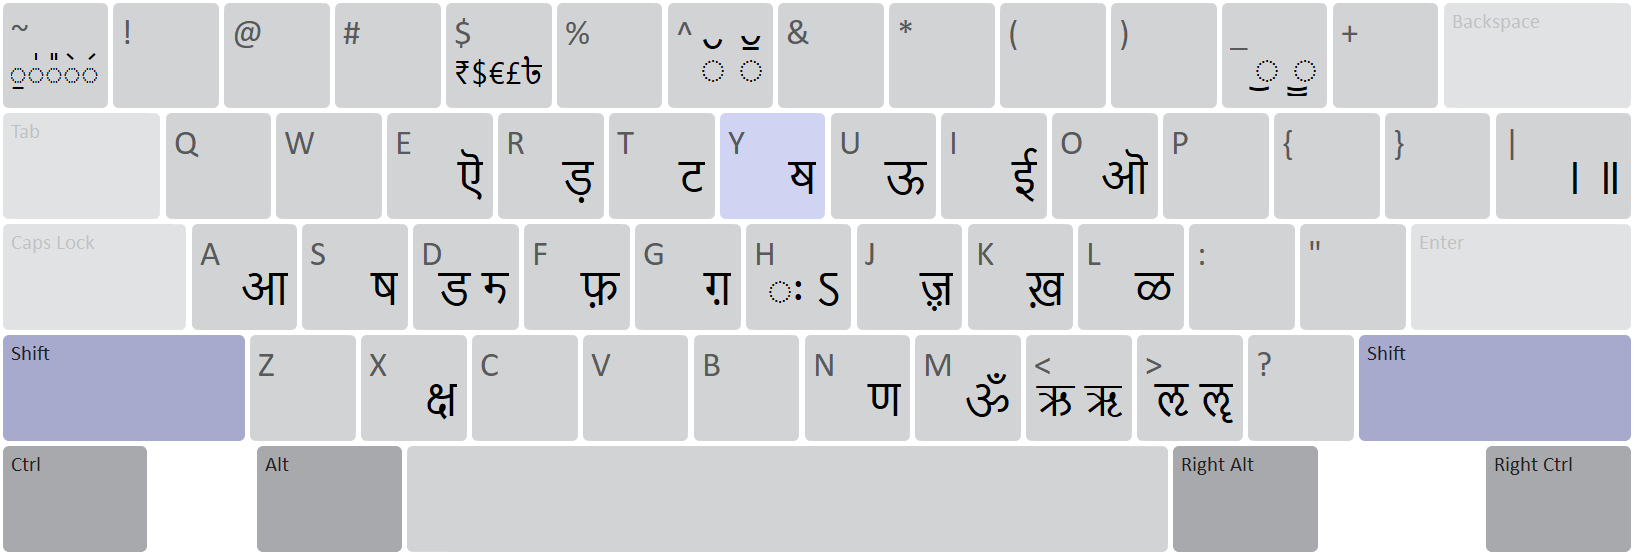 ~ ! @ # $ % ^ & * ( ) _ + Backspace
₹$€£৳
Tab Q W E ऎ R ड़ T ट Y ष U ऊ I ई O ऒ P { } | । ॥
Caps Lock A आ S ष D ड F फ़ G ग़ H ः ऽ J ज़ K ख़ L ळ : " Enter
Shift Z X क्ष C V B N ण M ॐ < ऋ ॠ > ऌ ॡ ? Shift
Ctrl Alt Right Alt Right Ctrl